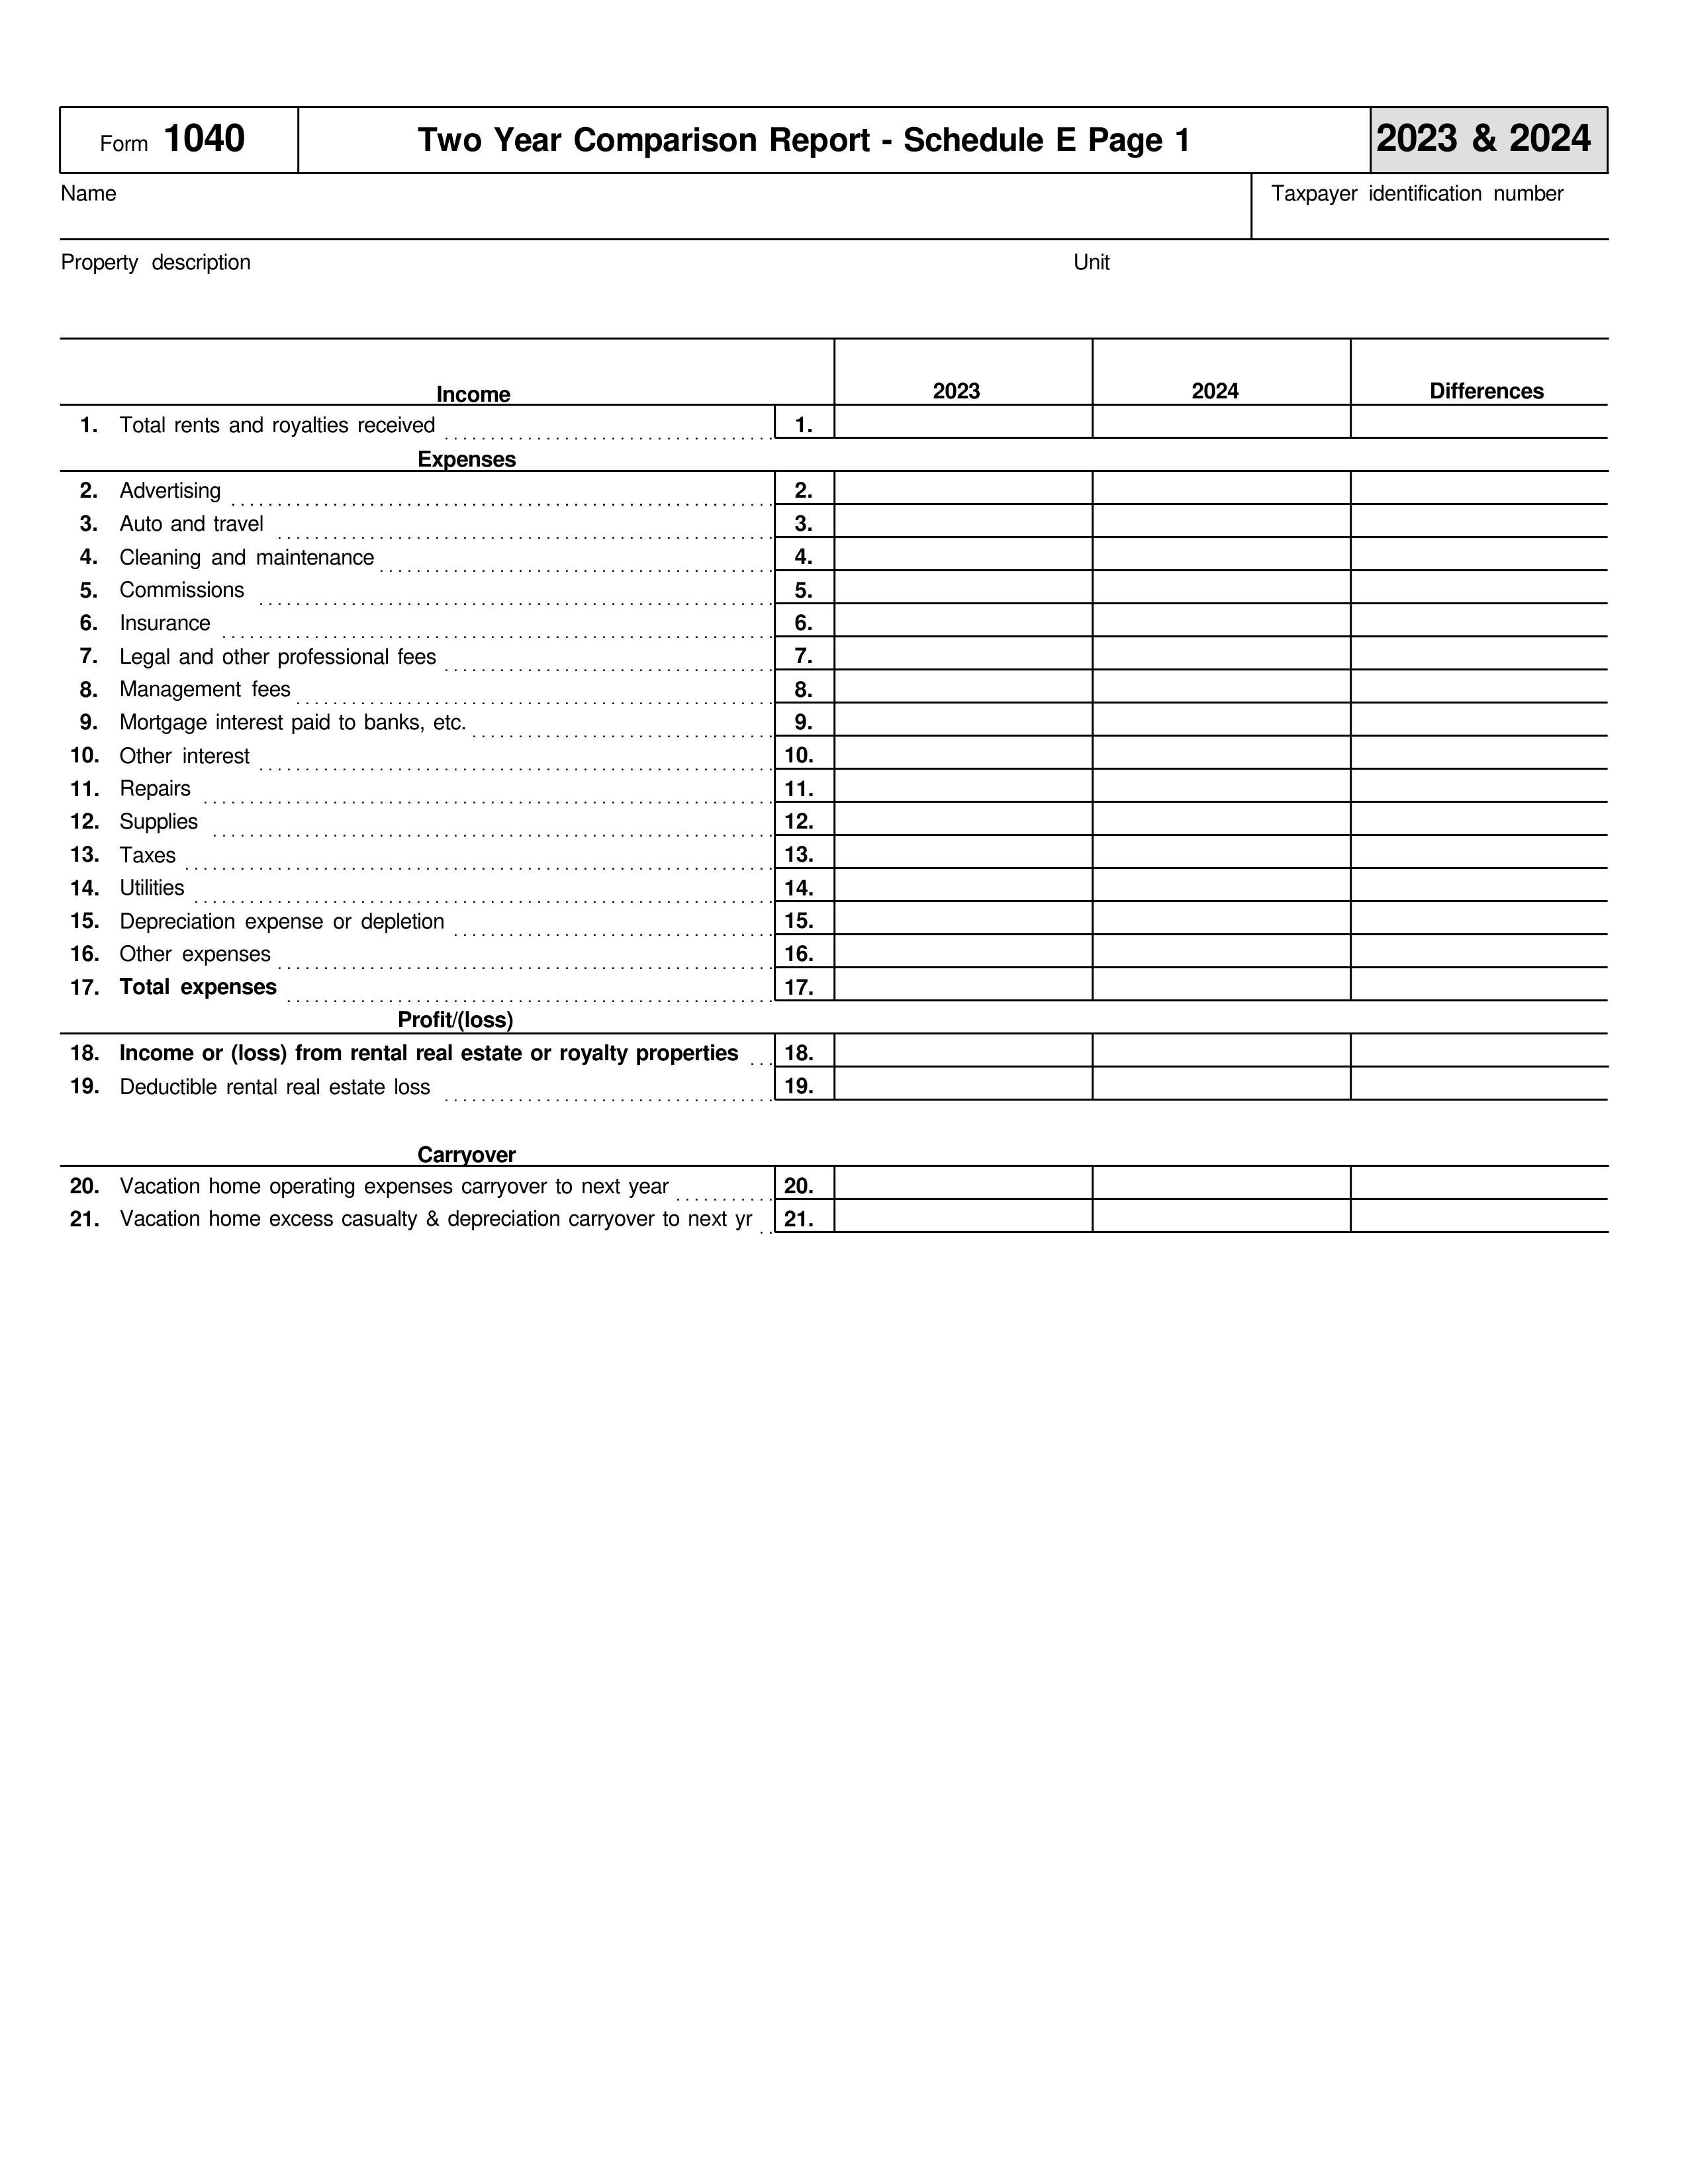 Form 1040 Two Year Comparison Report - Schedule E Page 1 2023 & 2024
Name Taxpayer identification number
Property description Unit
Income 2023 2024 Differences
1. Total rents and royalties received 1.
Expenses
2. Advertising 2.
3. Auto and travel 3.
4. Cleaning and maintenance 4.
5. Commissions 5.
6. Insurance 6.
7. Legal and other professional fees 7.
8. Management fees 8.
9. Mortgage interest paid to banks, etc. 9.
10. Other interest 10.
11. Repairs 11.
12. Supplies 12.
13. Taxes 13.
14. Utilities 14.
15. Depreciation expense or depletion 15.
16. Other expenses 16.
17. Total expenses 17.
Profit/(loss)
18. Income or (loss) from rental real estate or royalty properties 18.
19. Deductible rental real estate loss 19.
Carryover
20. Vacation home operating expenses carryover to next year 20.
21. Vacation home excess casualty & depreciation carryover to next yr 21.